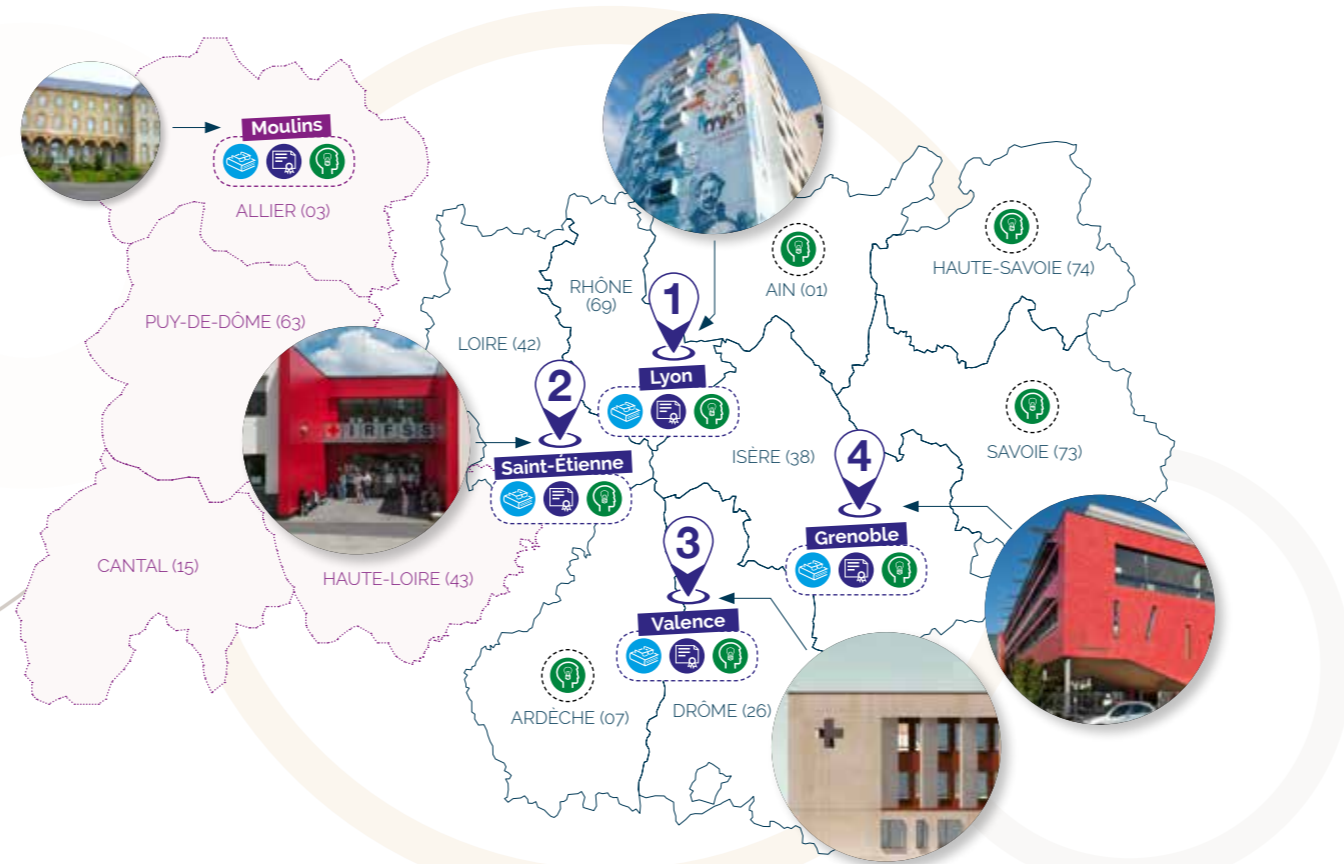 Moulins
ALLIER (03)
1
HAUTE-SAVOIE (74)
RHÔNE
(69)
AIN (01)
PUY-DE-DÔME (63)
LOIRE (42)
2
Lyon
IRFSS
4
SAVOIE (73)
ISÈRE (38)
Saint-Étienne
3
Grenoble
CANTAL (15)
HAUTE-LOIRE (43)
Valence
ARDÈCHE (07)
DRÔME (26)